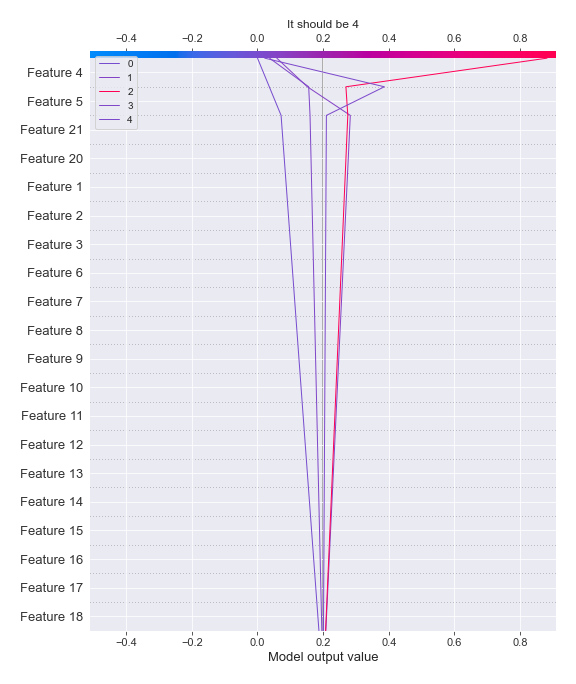 It should be 4
−0.4 −0.2 0.0 0.2 0.4 0.6 0.8
0
1
2
3
4
Feature 4
Feature 5
Feature 21
Feature 20
Feature 1
Feature 2
Feature 3
Feature 6
Feature 7
Feature 8
Feature 9
Feature 10
Feature 11
Feature 12
Feature 13
Feature 14
Feature 15
Feature 16
Feature 17
Feature 18
−0.4 −0.2 0.0 0.2 0.4 0.6 0.8
Model output value